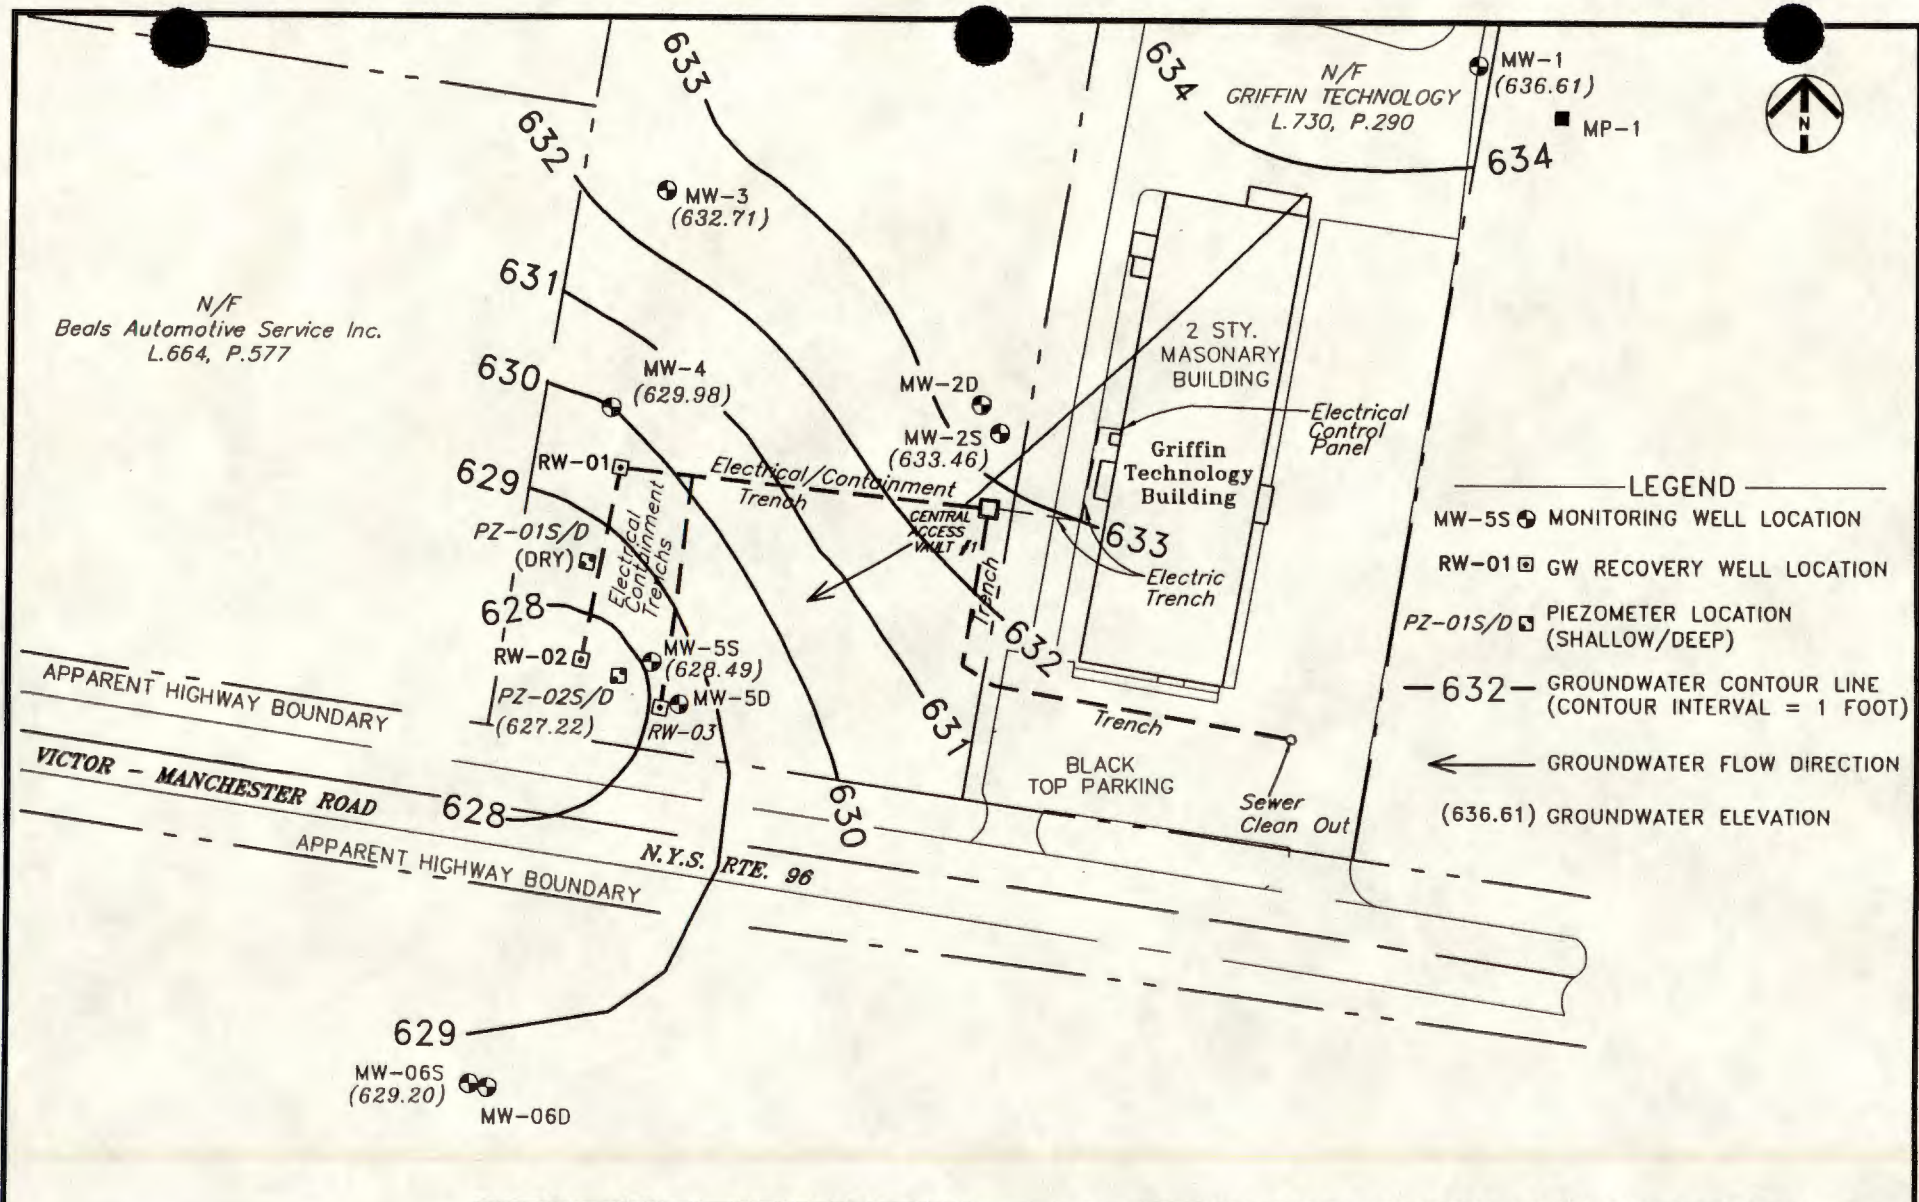 633
634
N/F
GRIFFIN TECHNOLOGY
L.730, P.290
MW-1
(636.61)
MP-1
N
632
634
MW-3
(632.71)
631
N/F
Beals Automotive Service Inc.
L.664, P.577
2 STY.
MASONARY
BUILDING
630
MW-4
(629.98)
MW-2D
MW-2S
(633.46)
Electrical
Control
Panel
Griffin
Technology
Building
629
RW-01
Electrical/Containment
Trench
CENTRAL
ACCESS
VAULT #1
633
Electric
Trench
Trench
PZ-01S/D
(DRY)
Electrical
Containment
Trenchs
628
RW-02
MW-5S
(628.49)
632
PZ-02S/D
(627.22)
MW-5D
RW-03
631
Trench
BLACK
TOP PARKING
Sewer
Clean Out
APPARENT HIGHWAY BOUNDARY
VICTOR - MANCHESTER ROAD
628
630
APPARENT HIGHWAY BOUNDARY
N.Y.S. RTE. 96
629
MW-06S
(629.20)
MW-06D
LEGEND
MW-5S MONITORING WELL LOCATION
RW-01 GW RECOVERY WELL LOCATION
PZ-01S/D PIEZOMETER LOCATION
(SHALLOW/DEEP)
632 GROUNDWATER CONTOUR LINE
(CONTOUR INTERVAL = 1 FOOT)
GROUNDWATER FLOW DIRECTION
(636.61) GROUNDWATER ELEVATION